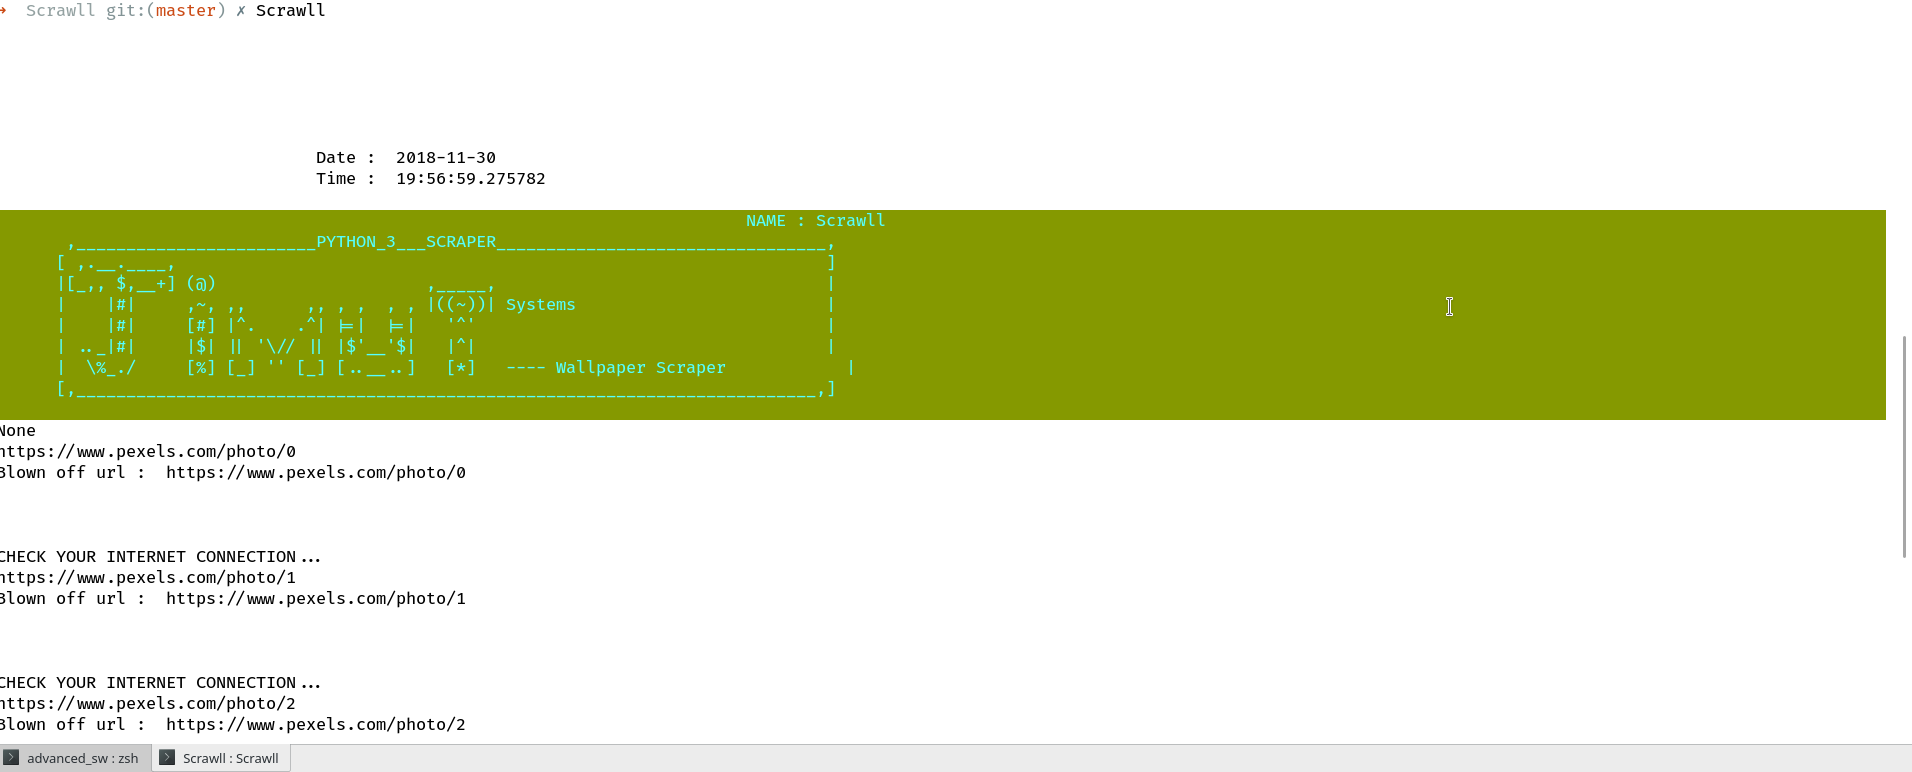 →  Scrawll git:(master) ✗ Scrawll
Date :  2018-11-30
Time :  19:56:59.275782
NAME : Scrawll
,________________________PYTHON_3___SCRAPER_________________________________,
[ ,.__.____,                                                                 ]
|[_,, $,__+] (@)                     ,_____,                                 |
|    |#|     ,~, ,,      ,, , ,  , , |((~))| Systems                         |
|    |#|     [#] |^.    .^| |=|  |=|   '^'                                   |
| .._|#|     |$| || '\// || |$'__'$|   |^|                                   |
|  \%_./     [%] [_] '' [_] [..__..]   [*]   ---- Wallpaper Scraper            |
[,__________________________________________________________________________,]
None
https://www.pexels.com/photo/0
Blown off url :  https://www.pexels.com/photo/0
CHECK YOUR INTERNET CONNECTION...
https://www.pexels.com/photo/1
Blown off url :  https://www.pexels.com/photo/1
CHECK YOUR INTERNET CONNECTION...
https://www.pexels.com/photo/2
Blown off url :  https://www.pexels.com/photo/2
advanced_sw : zsh
Scrawll : Scrawll